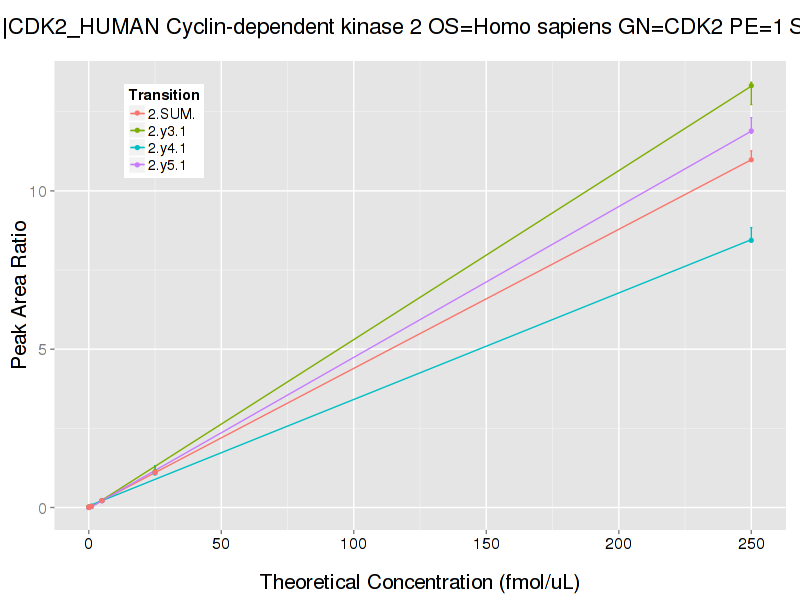 |CDK2_HUMAN Cyclin-dependent kinase 2 OS=Homo sapiens GN=CDK2 PE=1 S
Transition
2.SUM.
2.y3.1
2.y4.1
2.y5.1
Peak Area Ratio
10
5
0
0 50 100 150 200 250
Theoretical Concentration (fmol/uL)